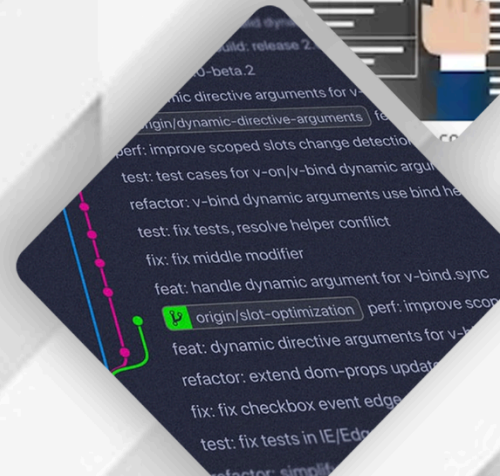 build: release 2.
0-beta.2
mic directive arguments for v-
origin/dynamic-directive-arguments fe
perf: improve scoped slots change detection
test: test cases for v-on/v-bind dynamic argu
refactor: v-bind dynamic arguments use bind he
test: fix tests, resolve helper conflict
fix: fix middle modifier
feat: handle dynamic argument for v-bind.sync
origin/slot-optimization perf: improve scop
feat: dynamic directive arguments for v-b
refactor: extend dom-props update
fix: fix checkbox event edge
test: fix tests in IE/Edge
refactor: simplif